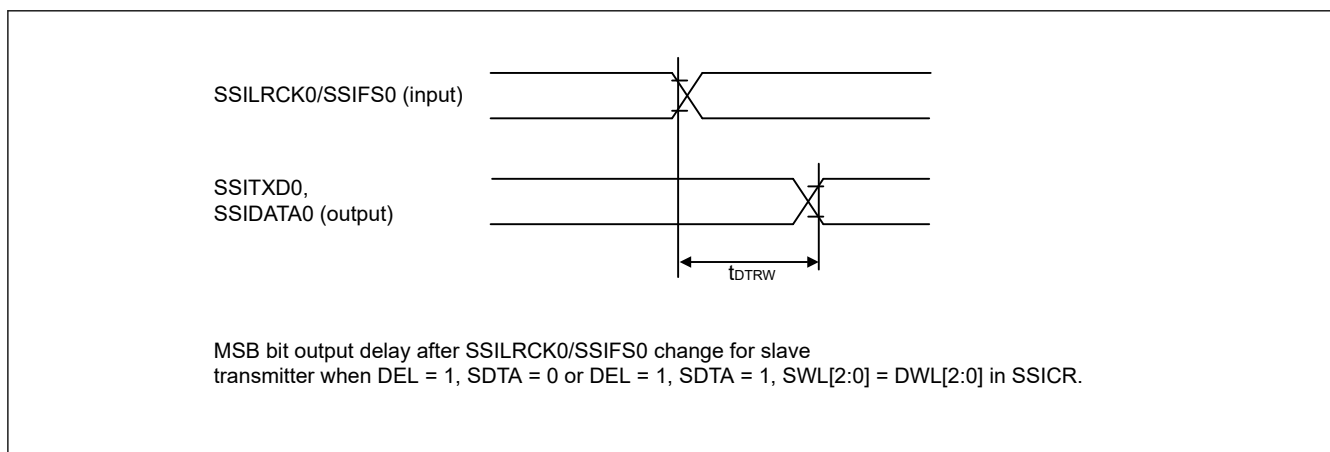 SSILRCK0/SSIFS0 (input)
SSITXD0,
SSIDATA0 (output)
tDTRW
MSB bit output delay after SSILRCK0/SSIFS0 change for slave
transmitter when DEL = 1, SDTA = 0 or DEL = 1, SDTA = 1, SWL[2:0] = DWL[2:0] in SSICR.